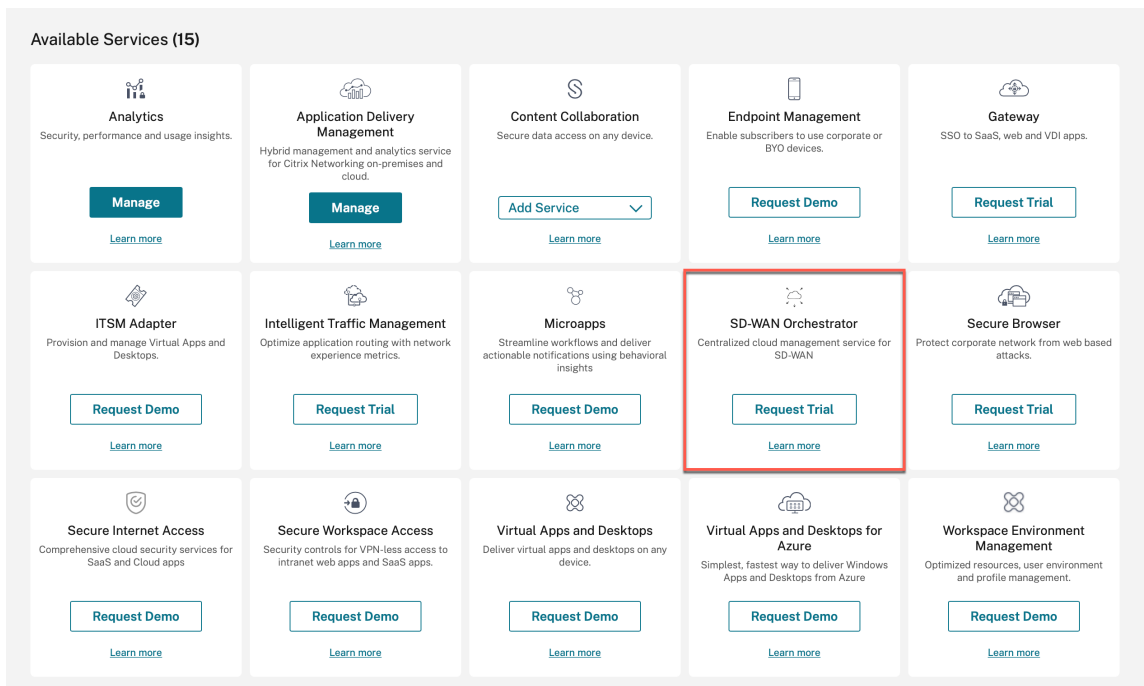 Available Services (15)
Analytics
Security, performance and usage insights.
Manage
Learn more
Application Delivery
Management
Hybrid management and analytics service
for Citrix Networking on-premises and
cloud.
Manage
Learn more
Content Collaboration
Secure data access on any device.
Add Service
Learn more
Endpoint Management
Enable subscribers to use corporate or
BYO devices.
Request Demo
Learn more
Gateway
SSO to SaaS, web and VDI apps.
Request Trial
Learn more
ITSM Adapter
Provision and manage Virtual Apps and
Desktops.
Request Demo
Learn more
Intelligent Traffic Management
Optimize application routing with network
experience metrics.
Request Trial
Learn more
Microapps
Streamline workflows and deliver
actionable notifications using behavioral
insights
Request Demo
Learn more
SD-WAN Orchestrator
Centralized cloud management service for
SD-WAN
Request Trial
Learn more
Secure Browser
Protect corporate network from web based
attacks.
Request Trial
Learn more
Secure Internet Access
Comprehensive cloud security services for
SaaS and Cloud apps
Request Demo
Learn more
Secure Workspace Access
Security controls for VPN-less access to
intranet web apps and SaaS apps.
Request Demo
Learn more
Virtual Apps and Desktops
Deliver virtual apps and desktops on any
device.
Request Demo
Learn more
Virtual Apps and Desktops for
Azure
Simplest, fastest way to deliver Windows
Apps and Desktops from Azure
Request Demo
Learn more
Workspace Environment
Management
Optimized resources, user environment
and profile management.
Request Demo
Learn more